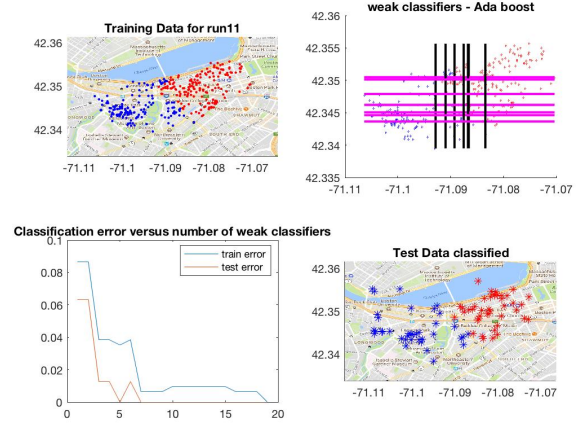 Training Data for run11
42.36
42.35
42.34
-71.11 -71.1 -71.09 -71.08 -71.07
weak classifiers - Ada boost
42.36
42.355
42.35
42.345
42.34
42.335
-71.11 -71.1 -71.09 -71.08 -71.07
Classification error versus number of weak classifiers
0.1
0.08
0.06
0.04
0.02
0
0 5 10 15 20
train error
test error
Test Data classified
42.36
42.35
42.34
-71.11 -71.1 -71.09 -71.08 -71.07